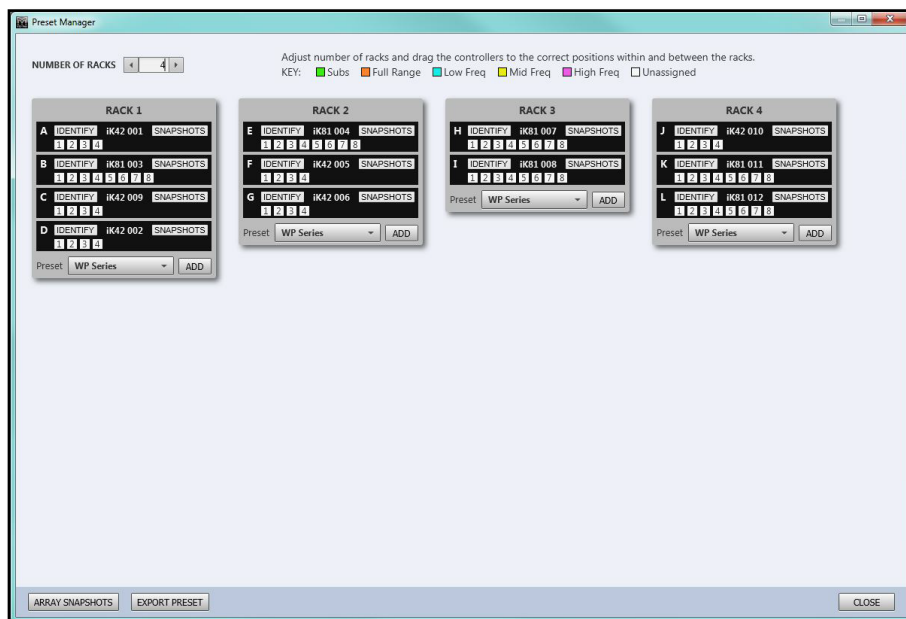 Preset Manager
NUMBER OF RACKS 4
Adjust number of racks and drag the controllers to the correct positions within and between the racks.
KEY: Subs Full Range Low Freq Mid Freq High Freq Unassigned
RACK 1
A IDENTIFY iK42 001 SNAPSHOTS
1 2 3 4
B IDENTIFY iK81 003 SNAPSHOTS
1 2 3 4 5 6 7 8
C IDENTIFY iK42 009 SNAPSHOTS
1 2 3 4
D IDENTIFY iK42 002 SNAPSHOTS
1 2 3 4
Preset WP Series ADD
RACK 2
E IDENTIFY iK81 004 SNAPSHOTS
1 2 3 4 5 6 7 8
F IDENTIFY iK42 005 SNAPSHOTS
1 2 3 4
G IDENTIFY iK42 006 SNAPSHOTS
1 2 3 4
Preset WP Series ADD
RACK 3
H IDENTIFY iK81 007 SNAPSHOTS
1 2 3 4 5 6 7 8
I IDENTIFY iK81 008 SNAPSHOTS
1 2 3 4 5 6 7 8
Preset WP Series ADD
RACK 4
J IDENTIFY iK42 010 SNAPSHOTS
1 2 3 4
K IDENTIFY iK81 011 SNAPSHOTS
1 2 3 4 5 6 7 8
L IDENTIFY iK81 012 SNAPSHOTS
1 2 3 4 5 6 7 8
Preset WP Series ADD
ARRAY SNAPSHOTS EXPORT PRESET CLOSE